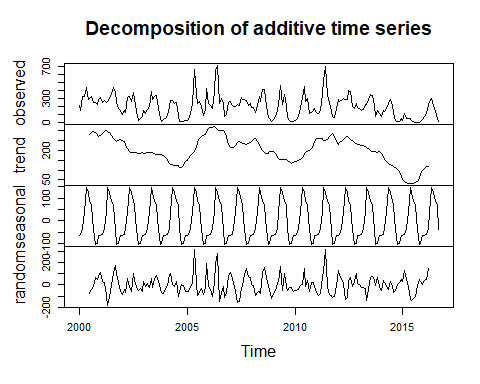 Decomposition of additive time series
observed
0 300 700
trend
50 200
seasonal
-100 0 100
random
-200 0 200
2000 2005 2010 2015
Time